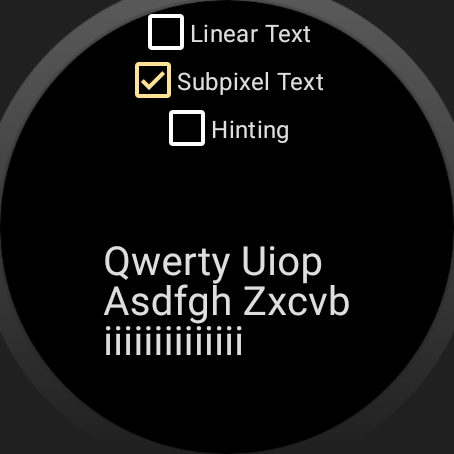 Linear Text
Subpixel Text
Hinting
Qwerty Uiop
Asdfgh Zxcvb
iiiiiiiiiiiiii